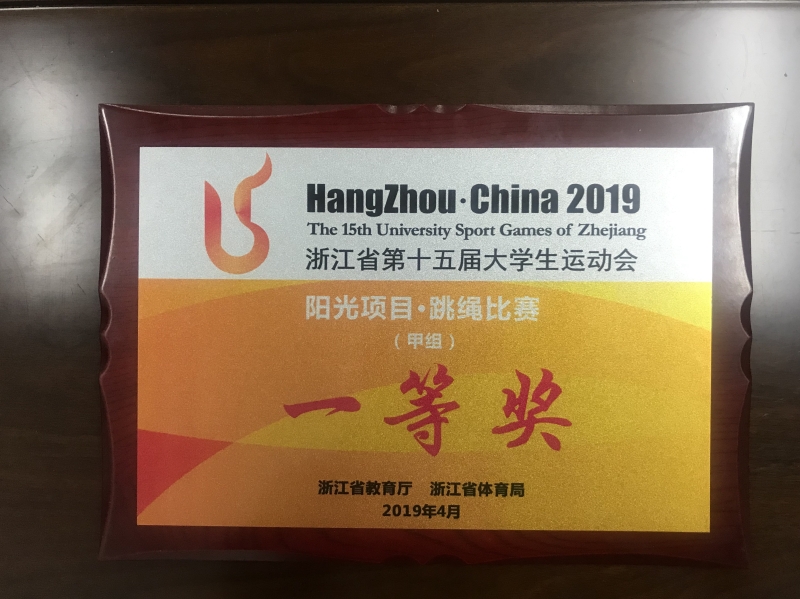 HangZhou·China 2019
The 15th University Sport Games of Zhejiang
浙江省第十五届大学生运动会
阳光项目·跳绳比赛
（甲组）
一等奖
浙江省教育厅 浙江省体育局
2019年4月